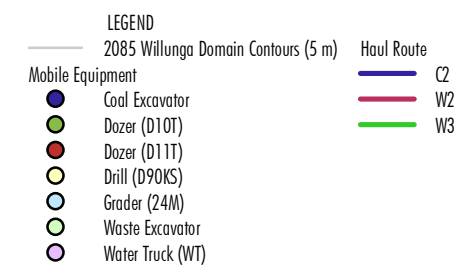 LEGEND
2085 Willunga Domain Contours (5 m)
Mobile Equipment
Coal Excavator
Dozer (D10T)
Dozer (D11T)
Drill (D90KS)
Grader (24M)
Waste Excavator
Water Truck (WT)
Haul Route
C2
W2
W3